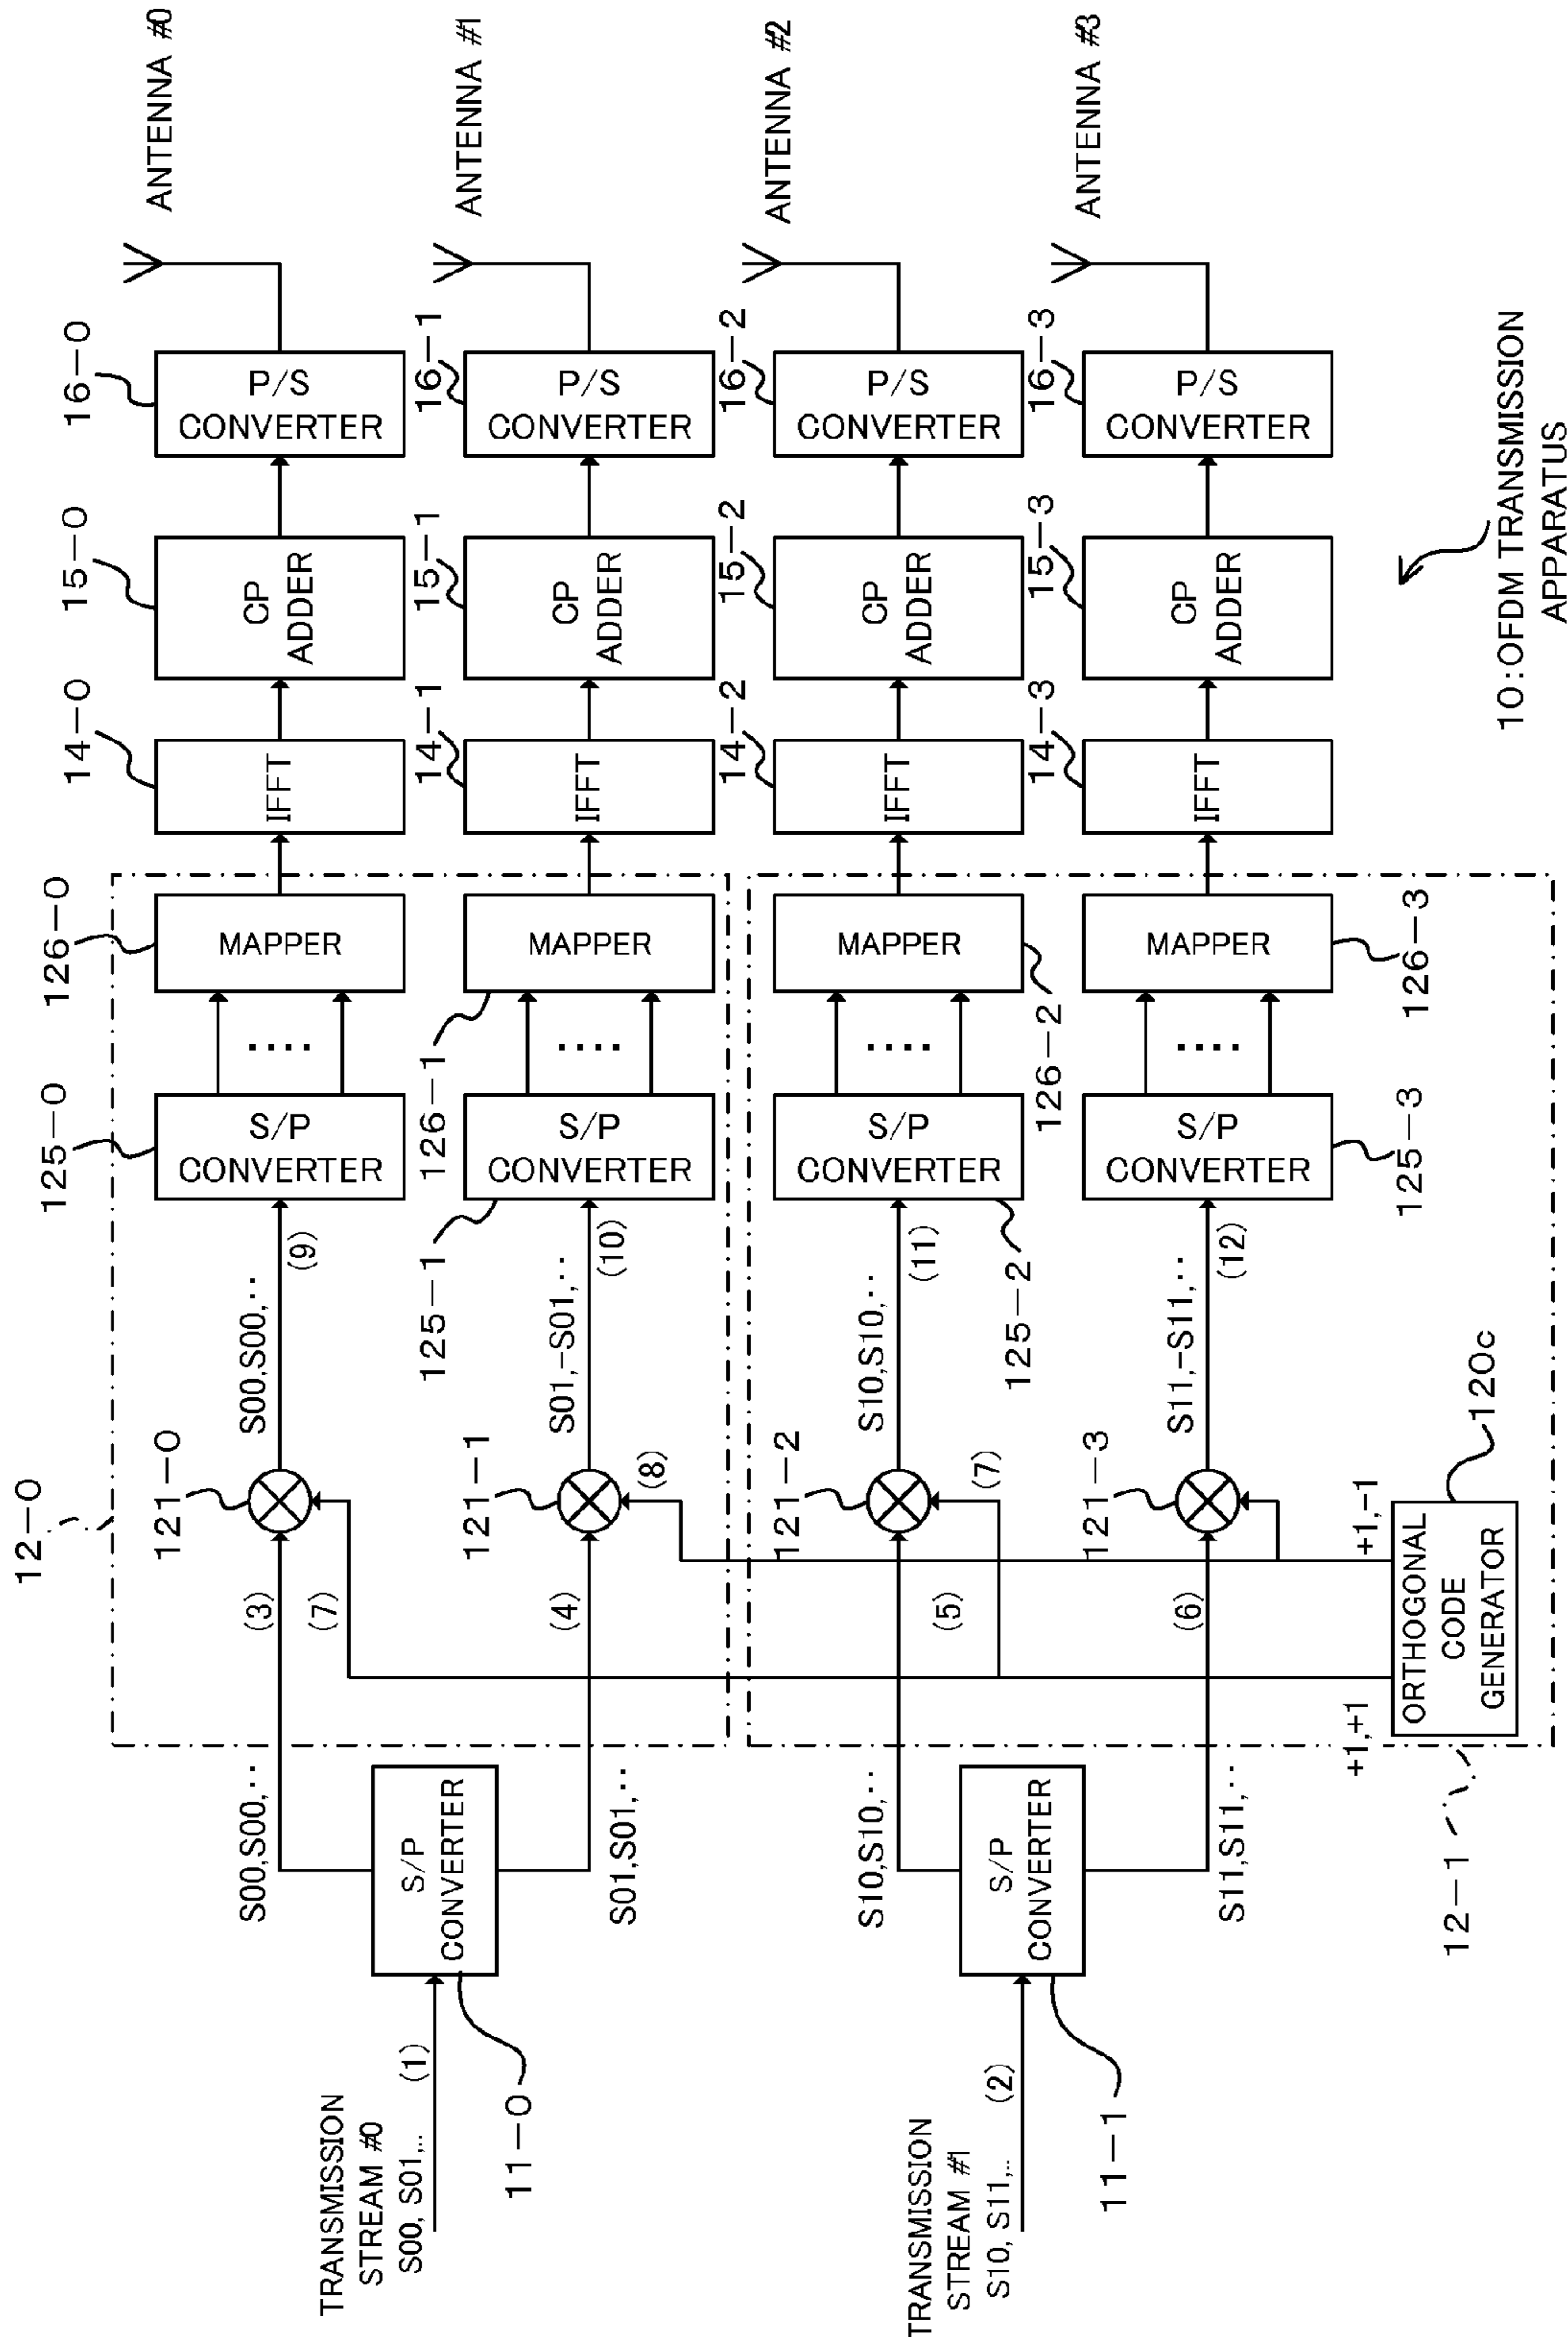 12-0
TRANSMISSION
STREAM #0
S00, S01,..
(1)
11-0
S/P
CONVERTER
S00,S00,··
S01,S01,··
(3)
(7)
(4)
121-0
121-1
(8)
S00,S00,··
(9)
S01,-S01,··
(10)
125-0
S/P
CONVERTER
125-1
S/P
CONVERTER
····
····
126-0
MAPPER
126-1
MAPPER
14-0
IFFT
14-1
IFFT
15-0
CP
ADDER
15-1
CP
ADDER
16-0
P/S
CONVERTER
16-1
P/S
CONVERTER
ANTENNA #0
ANTENNA #1
TRANSMISSION
STREAM #1
S10, S11,..
(2)
11-1
S/P
CONVERTER
S10,S10,··
S11,S11,··
(5)
(6)
121-2
(7)
121-3
S10,S10,··
(11)
S11,-S11,··
(12)
S/P
CONVERTER
125-2
S/P
CONVERTER
125-3
····
····
MAPPER
126-2
MAPPER
126-3
14-2
IFFT
14-3
IFFT
15-2
CP
ADDER
15-3
CP
ADDER
16-2
P/S
CONVERTER
16-3
P/S
CONVERTER
ANTENNA #2
ANTENNA #3
12-1
+1,+1
+1,-1
ORTHOGONAL
CODE
GENERATOR
120c
10:OFDM TRANSMISSION
APPARATUS